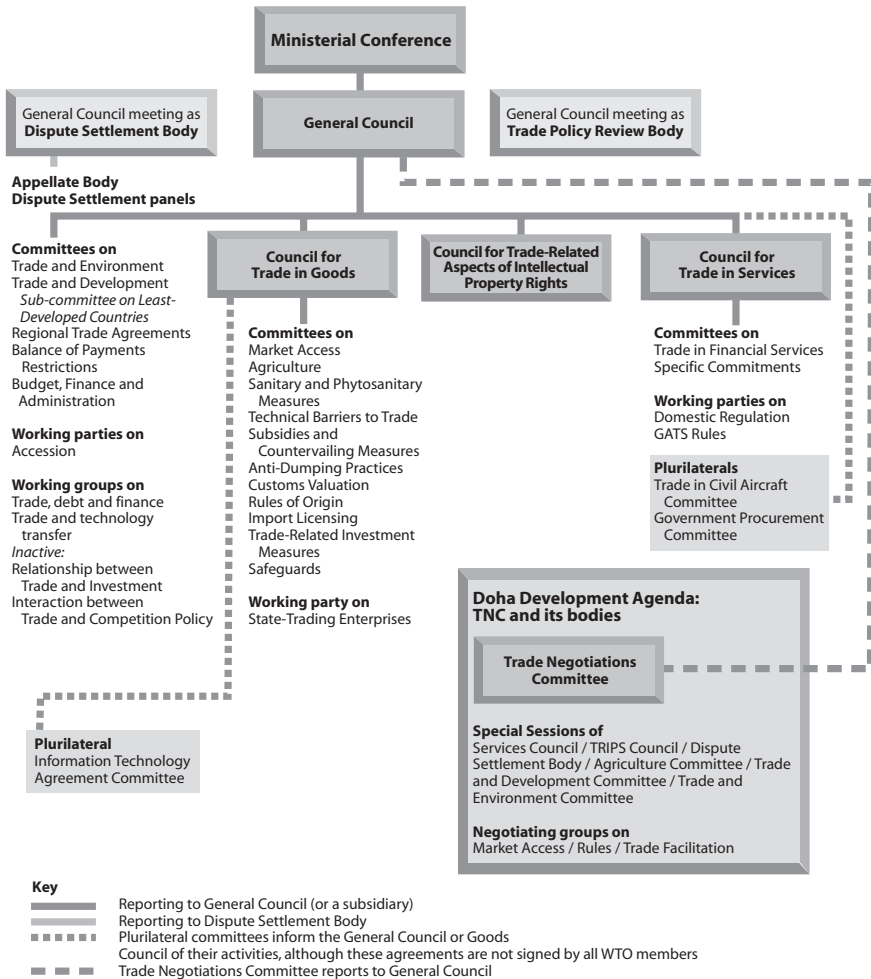 Ministerial Conference
General Council meeting as
Dispute Settlement Body
General Council
General Council meeting as
Trade Policy Review Body
Appellate Body
Dispute Settlement panels
Committees on
Trade and Environment
Trade and Development
Sub-committee on Least-
Developed Countries
Regional Trade Agreements
Balance of Payments
Restrictions
Budget, Finance and
Administration
Working parties on
Accession
Working groups on
Trade, debt and finance
Trade and technology
transfer
Inactive:
Relationship between
Trade and Investment
Interaction between
Trade and Competition Policy
Council for
Trade in Goods
Committees on
Market Access
Agriculture
Sanitary and Phytosanitary
Measures
Technical Barriers to Trade
Subsidies and
Countervailing Measures
Anti-Dumping Practices
Customs Valuation
Rules of Origin
Import Licensing
Trade-Related Investment
Measures
Safeguards
Working party on
State-Trading Enterprises
Council for Trade-Related
Aspects of Intellectual
Property Rights
Council for
Trade in Services
Committees on
Trade in Financial Services
Specific Commitments
Working parties on
Domestic Regulation
GATS Rules
Plurilaterals
Trade in Civil Aircraft
Committee
Government Procurement
Committee
Plurilateral
Information Technology
Agreement Committee
Doha Development Agenda:
TNC and its bodies
Trade Negotiations
Committee
Special Sessions of
Services Council / TRIPS Council / Dispute
Settlement Body / Agriculture Committee / Trade
and Development Committee / Trade and
Environment Committee
Negotiating groups on
Market Access / Rules / Trade Facilitation
Key
Reporting to General Council (or a subsidiary)
Reporting to Dispute Settlement Body
Plurilateral committees inform the General Council or Goods
Council of their activities, although these agreements are not signed by all WTO members
Trade Negotiations Committee reports to General Council